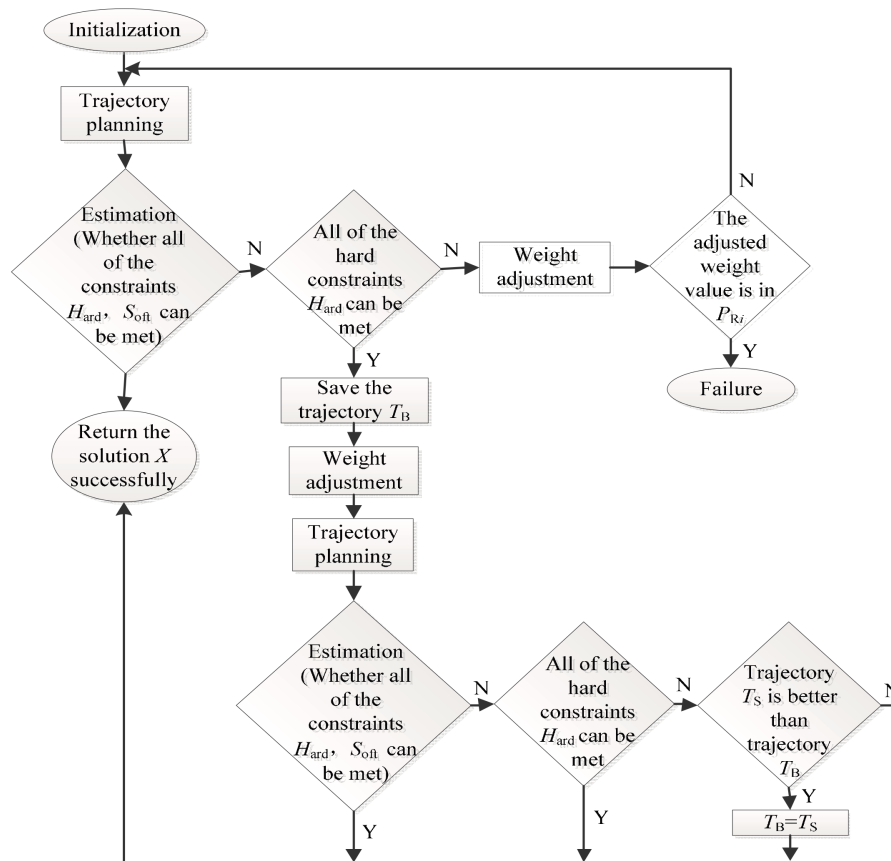 Initialization
Trajectory
planning
Estimation
(Whether all
of the
constraints
Hard, Soft can
be met)
N
All of the
hard
constraints
Hard can be
met
N
Weight
adjustment
The
adjusted
weight
value is in
PRi
N
Y
Failure
Y
Save the
trajectory TB
Weight
adjustment
Trajectory
planning
Return the
solution X
successfully
Estimation
(Whether all
of the
constraints
Hard, Soft can
be met)
N
Y
All of the
hard
constraints
Hard can be
met
N
Y
Trajectory
TS is better
than
trajectory
TB
N
Y
TB=TS